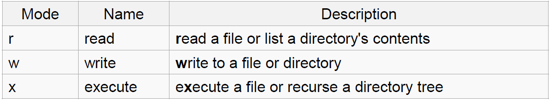 Mode Name Description
r read read a file or list a directory's contents
w write write to a file or directory
x execute execute a file or recurse a directory tree